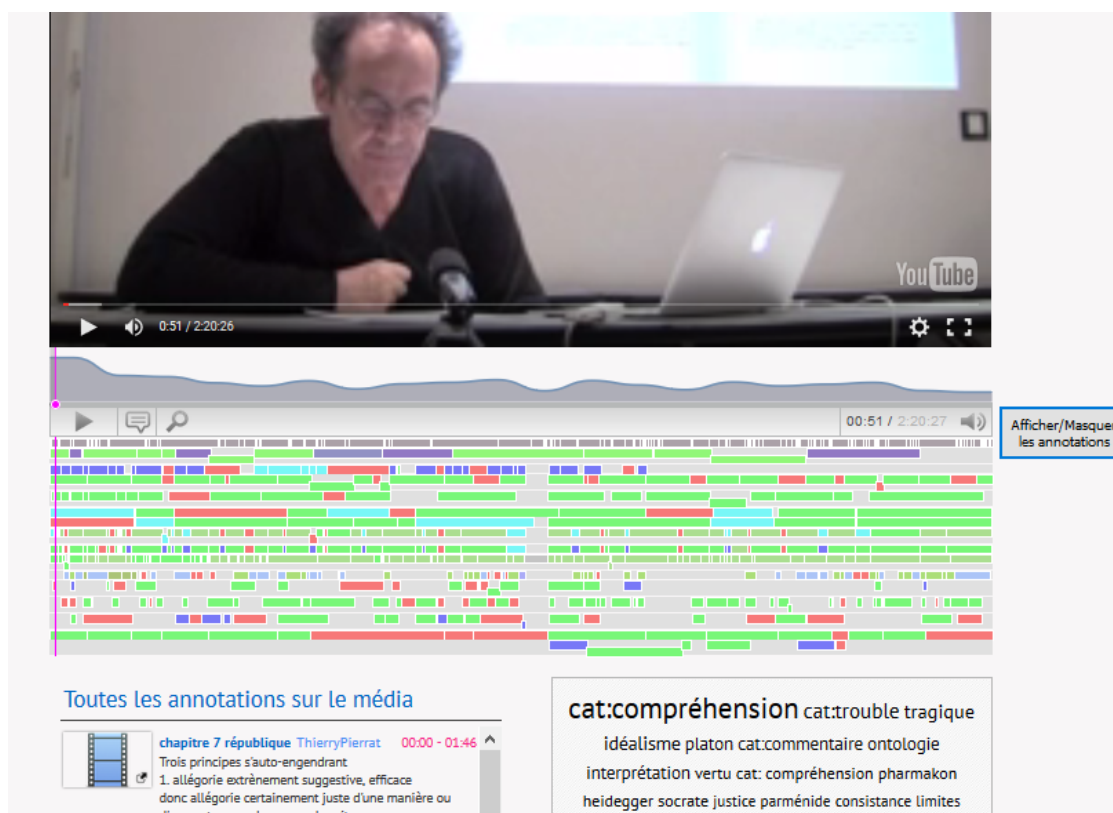 YouTube
0:51 / 2:20:26
00:51 / 2:20:27
Afficher/Masquer
les annotations
Toutes les annotations sur le média
chapitre 7 république ThierryPierrat 00:00 - 01:46
Trois principes s'auto-engendrant
1. allégorie extrènement suggestive, efficace
donc allégorie certainement juste d'une manière ou
cat:compréhension cat:trouble tragique
idéalisme platon cat:commentaire ontologie
interprétation vertu cat: compréhension pharmakon
heidegger socrate justice parménide consistance limites